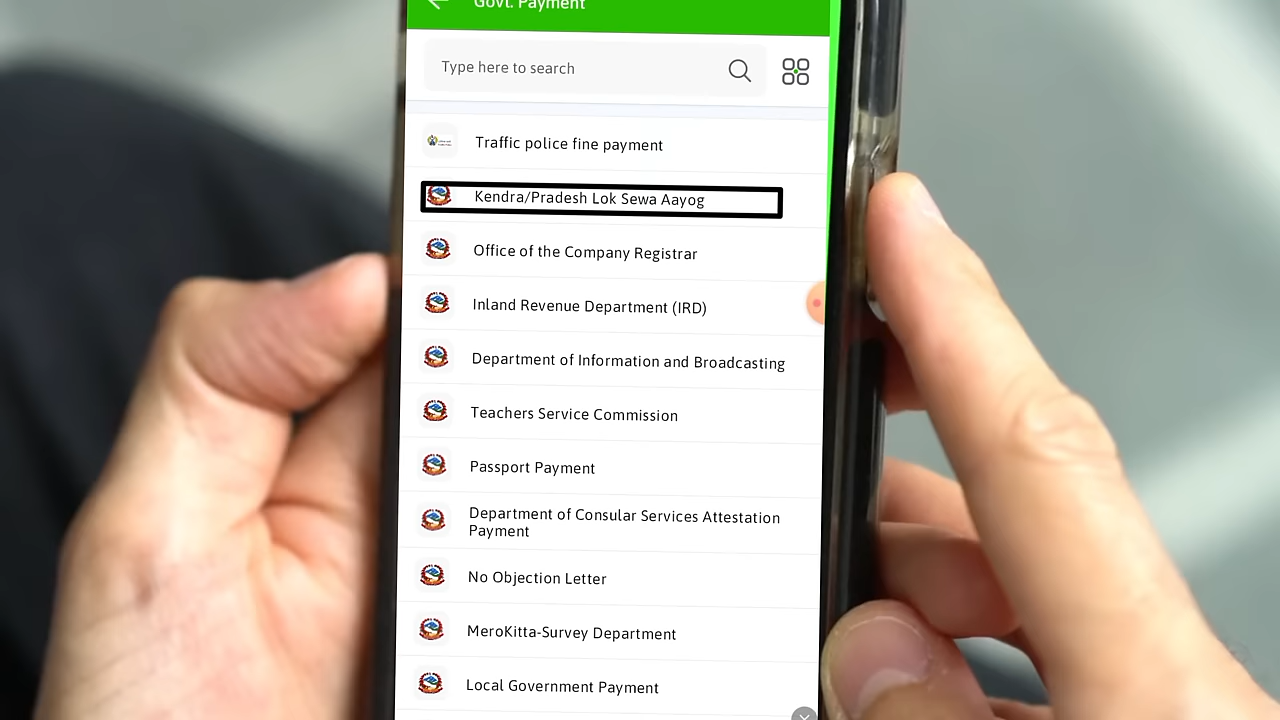 Govt. Payment
Type here to search
Traffic police fine payment
Kendra/Pradesh Lok Sewa Aayog
Office of the Company Registrar
Inland Revenue Department (IRD)
Department of Information and Broadcasting
Teachers Service Commission
Passport Payment
Department of Consular Services Attestation
Payment
No Objection Letter
MeroKitta-Survey Department
Local Government Payment